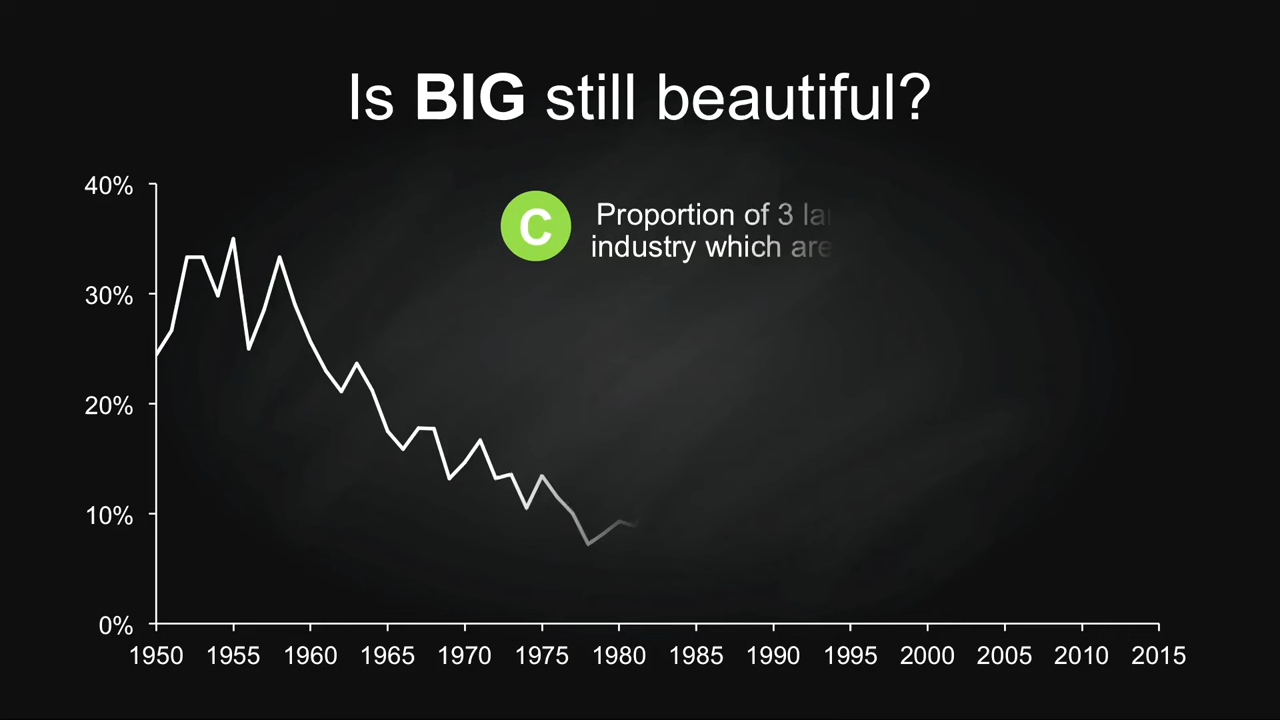 Is BIG still beautiful?
C
Proportion of 3
industry which are
40%
30%
20%
10%
0%
1950 1955 1960 1965 1970 1975 1980 1985 1990 1995 2000 2005 2010 2015